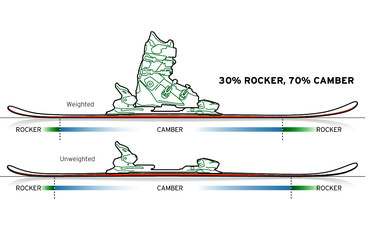 30% ROCKER, 70% CAMBER
Weighted
ROCKER CAMBER ROCKER
Unweighted
ROCKER CAMBER ROCKER